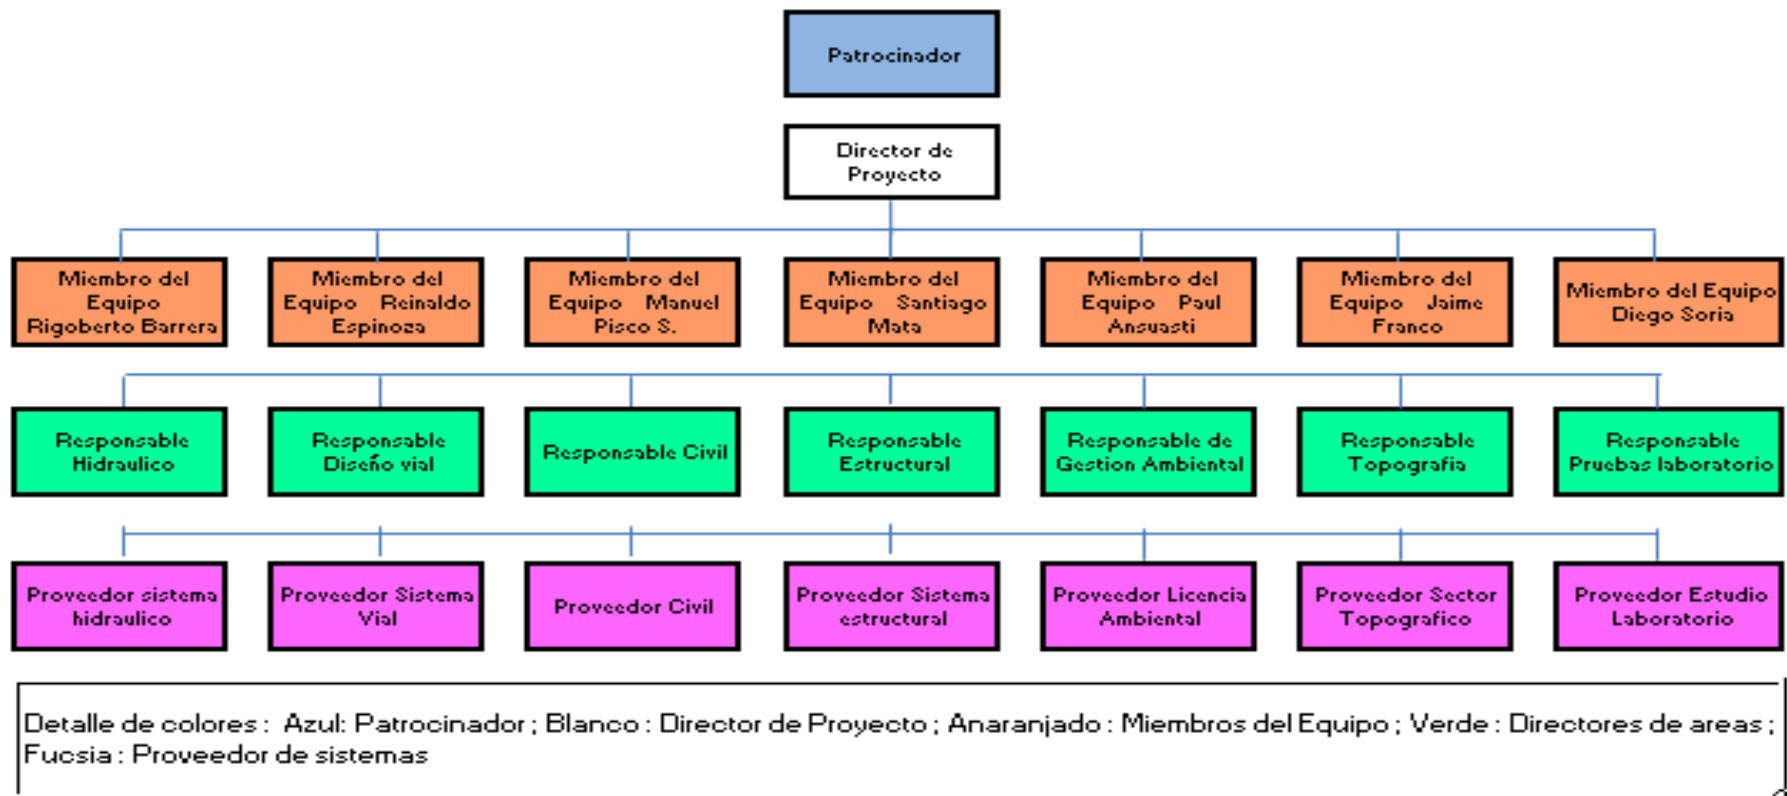 Patrocinador
Director de
Proyecto
Miembro del
Equipo
Rigoberto Barrera
Miembro del
Equipo Reinaldo
Espinoza
Miembro del
Equipo Manuel
Pisco S.
Miembro del
Equipo Santiago
Mata
Miembro del
Equipo Paul
Ansuasti
Miembro del
Equipo Jaime
Franco
Miembro del Equipo
Diego Soria
Responsable
Hidraulico
Responsable
Diseño vial
Responsable Civil
Responsable
Estructural
Responsable de
Gestion Ambiental
Responsable
Topografia
Responsable
Pruebas laboratorio
Proveedor sistema
hidraulico
Proveedor Sistema
Vial
Proveedor Civil
Proveedor Sistema
estructural
Proveedor Licencia
Ambiental
Proveedor Sector
Topografico
Proveedor Estudio
Laboratorio
Detalle de colores : Azul: Patrocinador ; Blanco : Director de Proyecto ; Anaranjado : Miembros del Equipo ; Verde : Directores de areas ;
Fucsia : Proveedor de sistemas